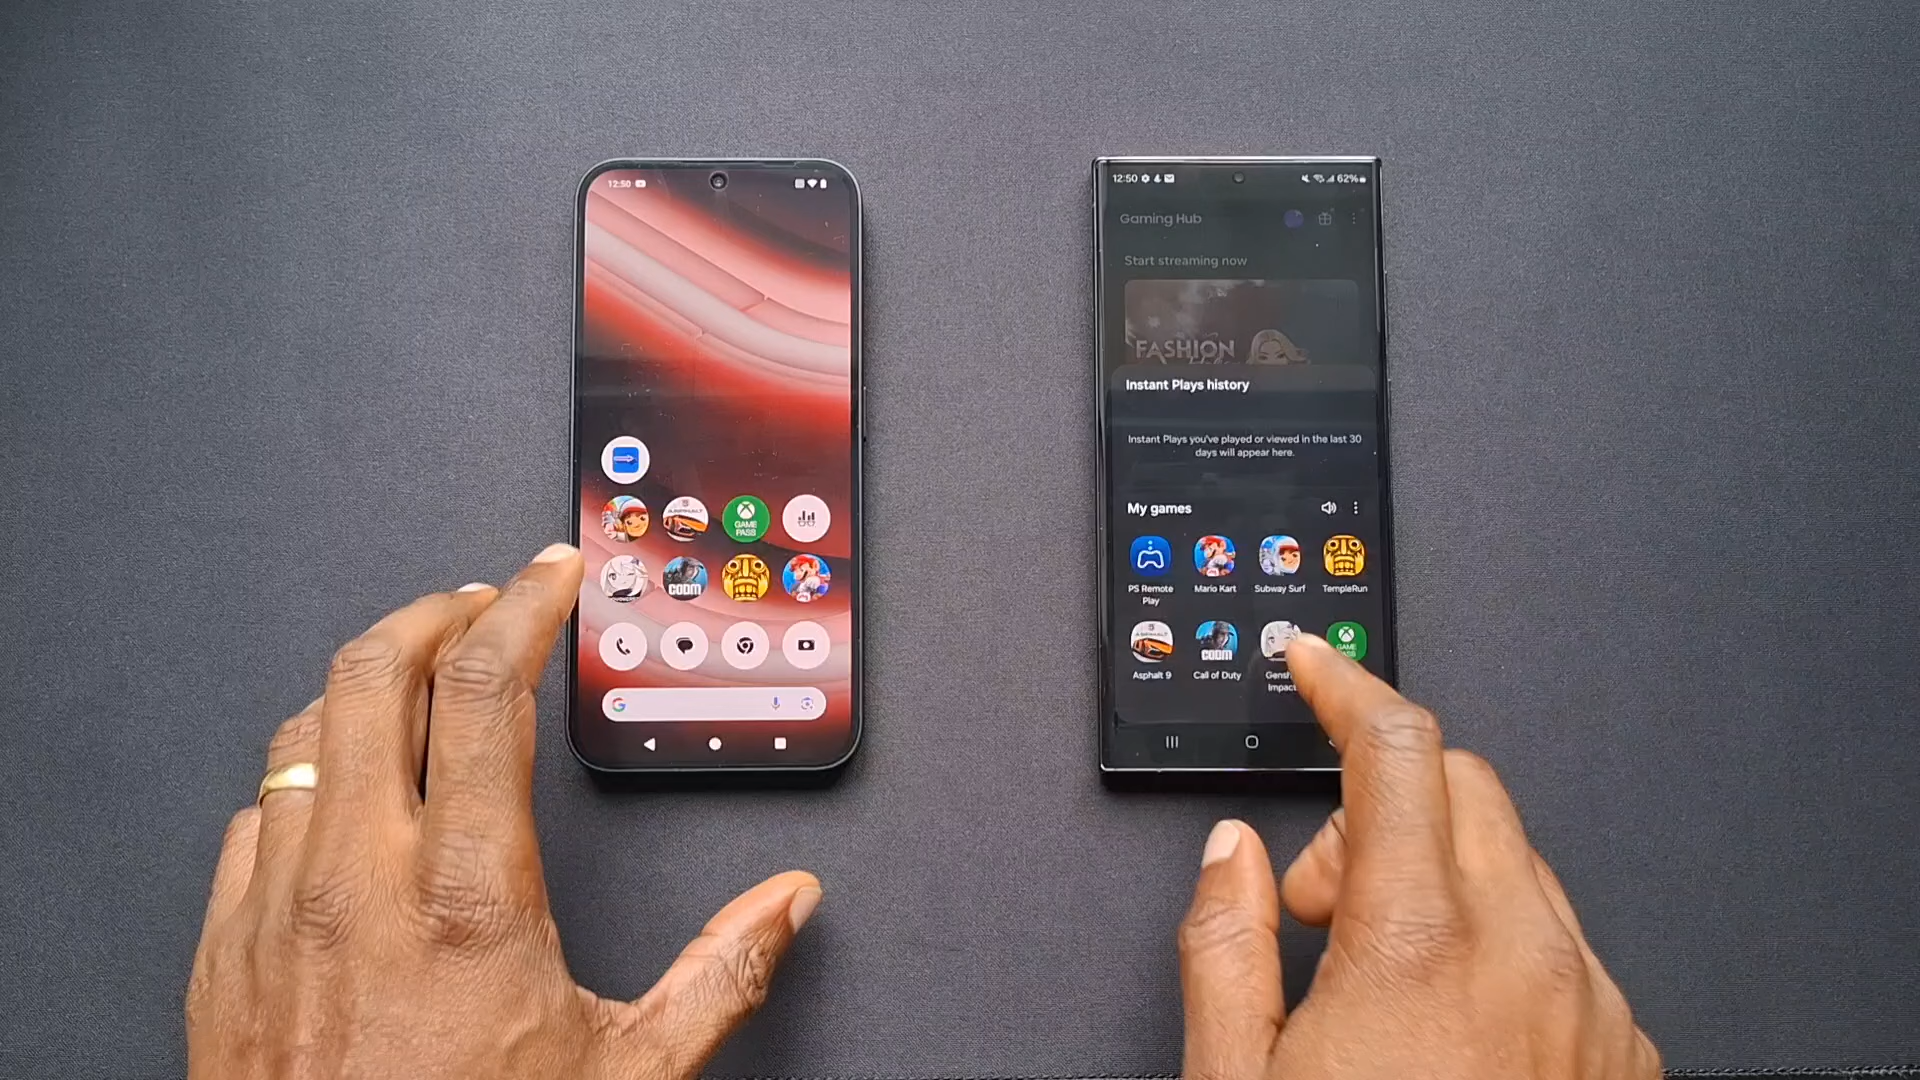 12:50
GAME
PASS
CODM
12:50
62%
Gaming Hub
Start streaming now
FASHION
Instant Plays history
Instant Plays you've played or viewed in the last 30
days will appear here.
My games
PS Remote
Play
Mario Kart
Subway Surf
TempleRun
CODM
GAME
Asphalt 9
Call of Duty
Gensh
Impact